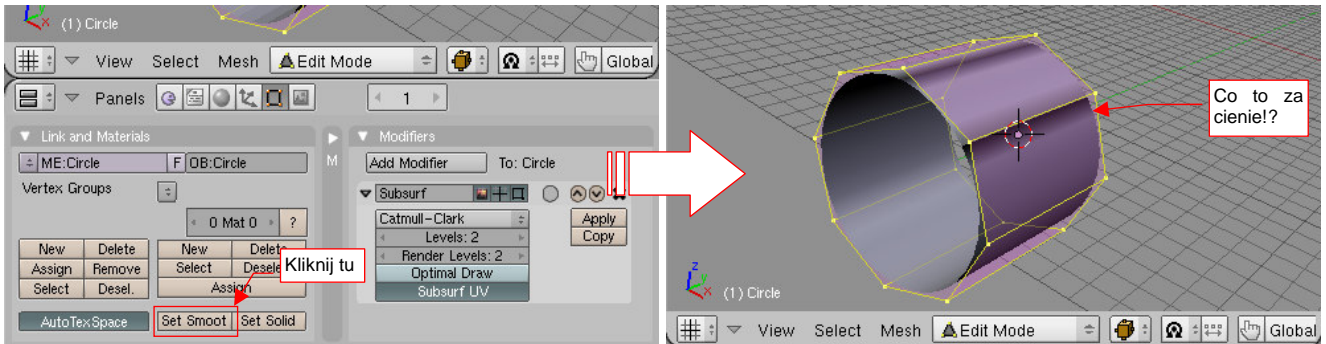 (1) Circle
View Select Mesh Edit Mode Global
Panels 1
Link and Materials
ME:Circle F OB:Circle
Vertex Groups
0 Mat 0 ?
New Delete New Delete
Assign Remove Select Desele
Select Desel. Assign
Kliknij tu
AutoTexSpace Set Smoot Set Solid
M
Modifiers
Add Modifier To: Circle
Subsurf
Catmull-Clark Apply
Levels: 2 Copy
Render Levels: 2
Optimal Draw
Subsurf UV
Co to za
cienie!?
z
y
x
(1) Circle
View Select Mesh Edit Mode Global